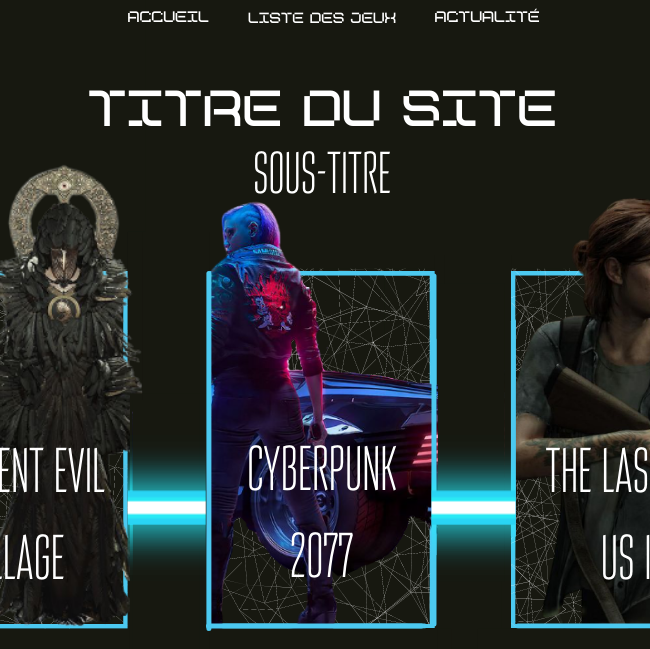 ACCUEIL
LISTE DES JEUX
ACTUALITÉ
TITRE DU SITE
SOUS-TITRE
ENT EVIL
LLAGE
CYBERPUNK
2077
THE LAS
US I